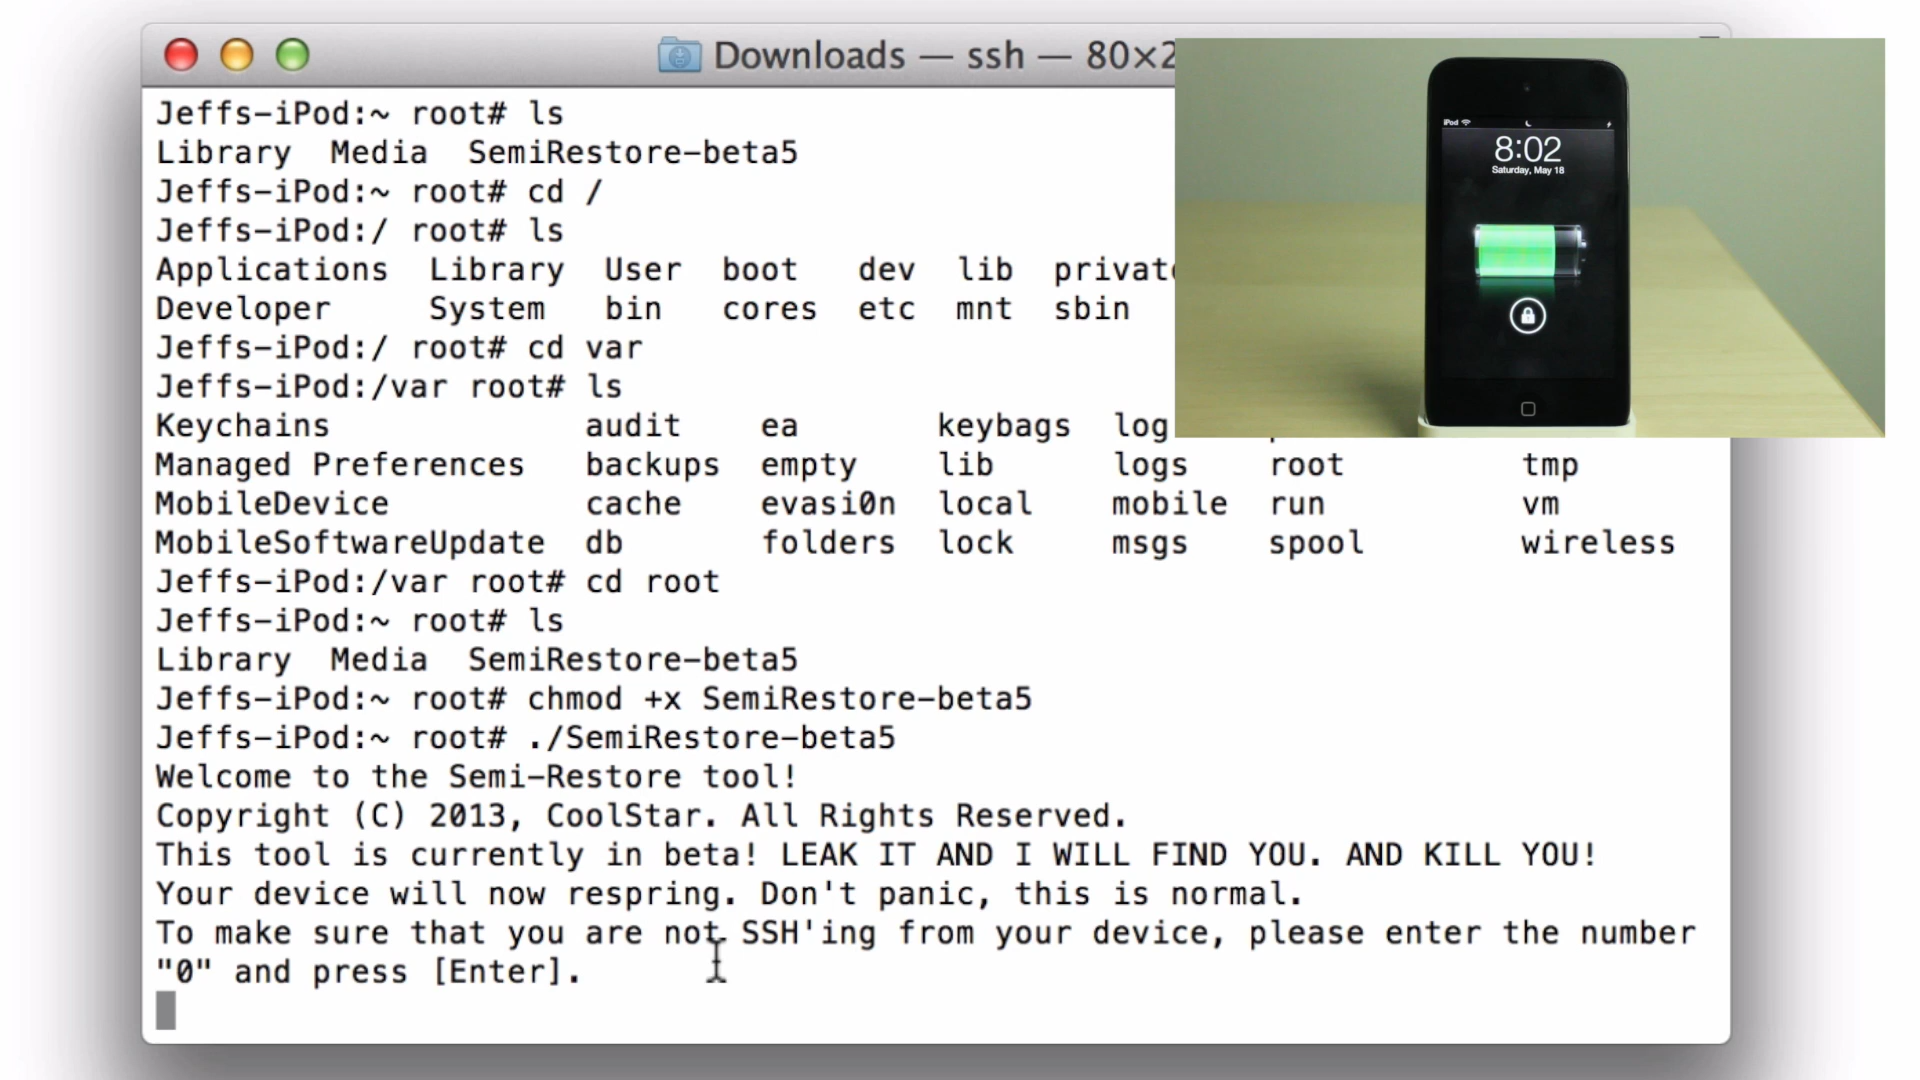 Downloads — ssh — 80×2
Jeffs-iPod:~ root# ls
Library  Media  SemiRestore-beta5
Jeffs-iPod:~ root# cd /
Jeffs-iPod:/ root# ls
Applications  Library  User  boot  dev  lib
Developer  System  bin  cores  etc  mnt  sbin
Jeffs-iPod:/ root# cd var
Jeffs-iPod:/var root# ls
Keychains  audit  ea  keybags  log
Managed Preferences  backups  empty  lib  logs  root  tmp
MobileDevice  cache  evasi0n  local  mobile  run  vm
MobileSoftwareUpdate  db  folders  lock  msgs  spool  wireless
Jeffs-iPod:/var root# cd root
Jeffs-iPod:~ root# ls
Library  Media  SemiRestore-beta5
Jeffs-iPod:~ root# chmod +x SemiRestore-beta5
Jeffs-iPod:~ root# ./SemiRestore-beta5
Welcome to the Semi-Restore tool!
Copyright (C) 2013, CoolStar. All Rights Reserved.
This tool is currently in beta! LEAK IT AND I WILL FIND YOU. AND KILL YOU!
Your device will now respring. Don't panic, this is normal.
To make sure that you are not SSH'ing from your device, please enter the number
"0" and press [Enter].
iPod
8:02
Saturday, May 18